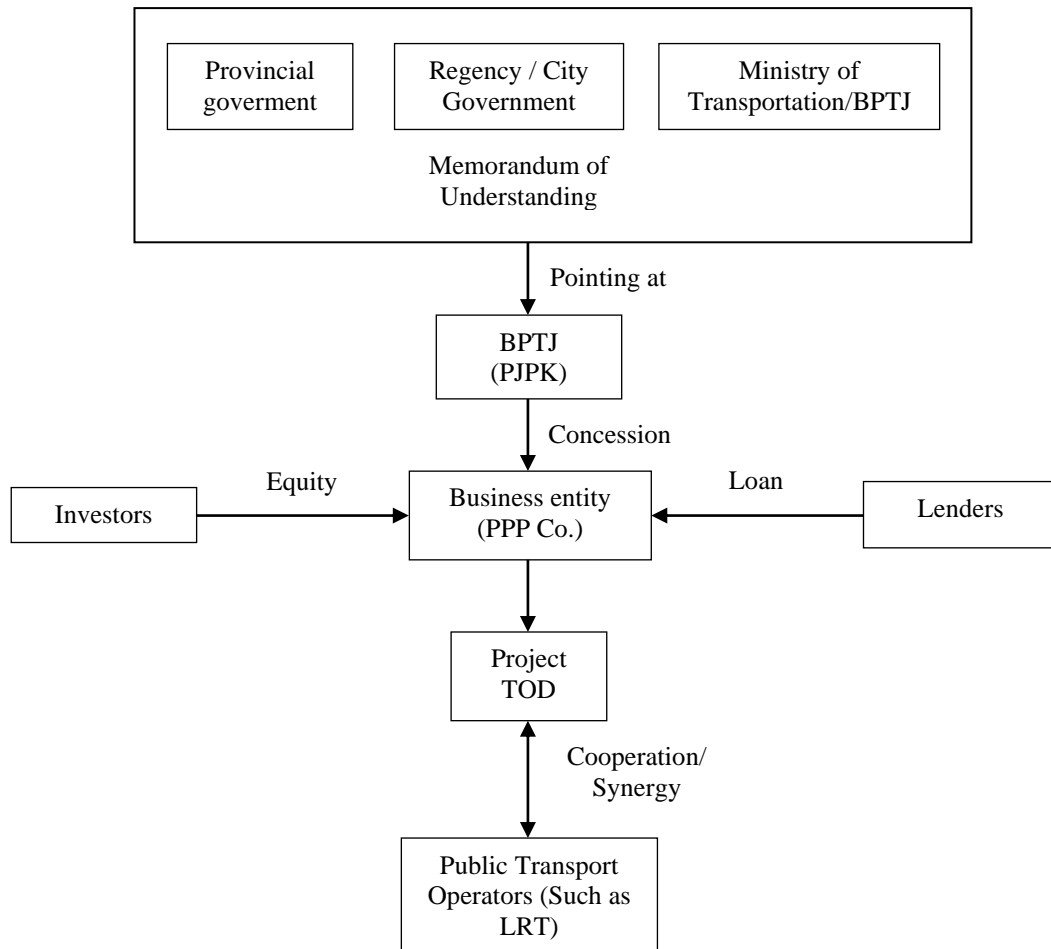 Provincial
goverment
Regency / City
Government
Ministry of
Transportation/BPTJ
Memorandum of
Understanding
Pointing at
BPTJ
(PJPK)
Concession
Equity
Loan
Investors
Business entity
(PPP Co.)
Lenders
Project
TOD
Cooperation/
Synergy
Public Transport
Operators (Such as
LRT)